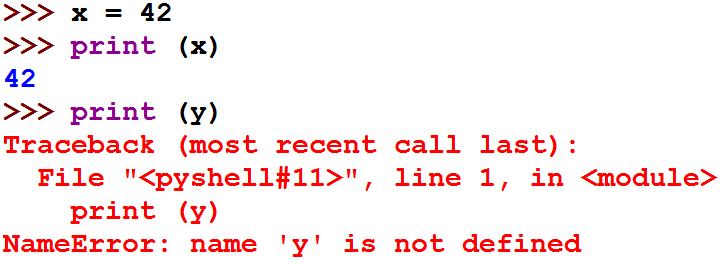 >>> x = 42
>>> print (x)
42
>>> print (y)
Traceback (most recent call last):
  File "<pyshell#11>", line 1, in <module>
    print (y)
NameError: name 'y' is not defined